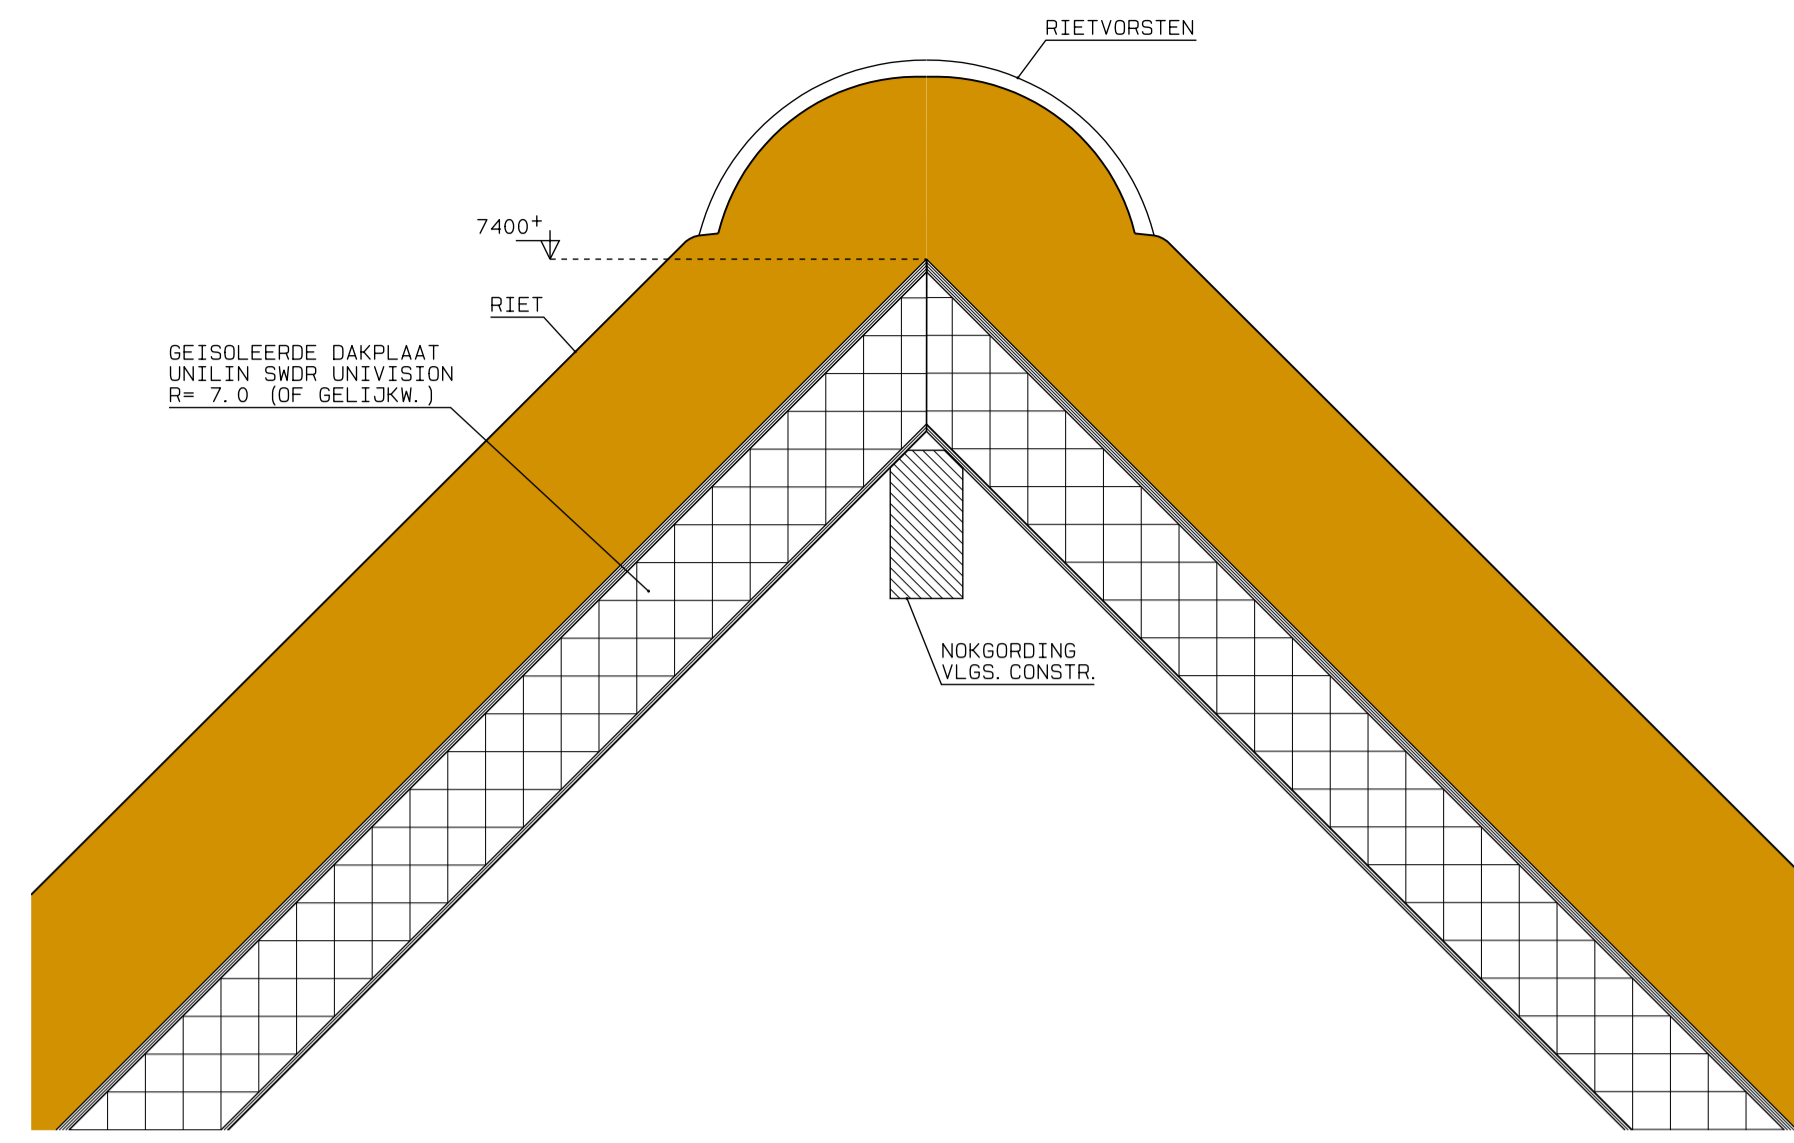 RIETVORSTEN
7400+
RIET
GEISOLEERDE DAKPLAAT
UNILIN SWDR UNIVISION
R= 7.0 (OF GELIJKW.)
NOKGORDING
VLGS. CONSTR.